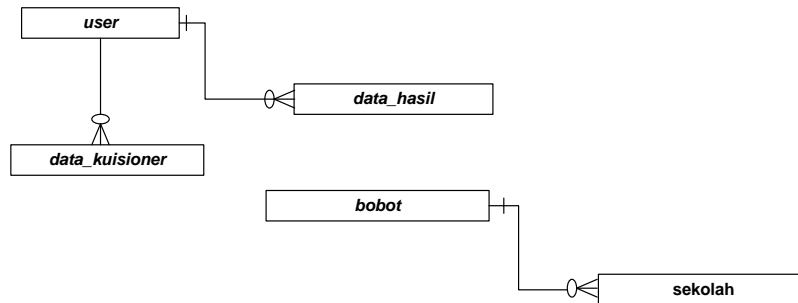 user
data_hasil
data_kuisioner
bobot
sekolah